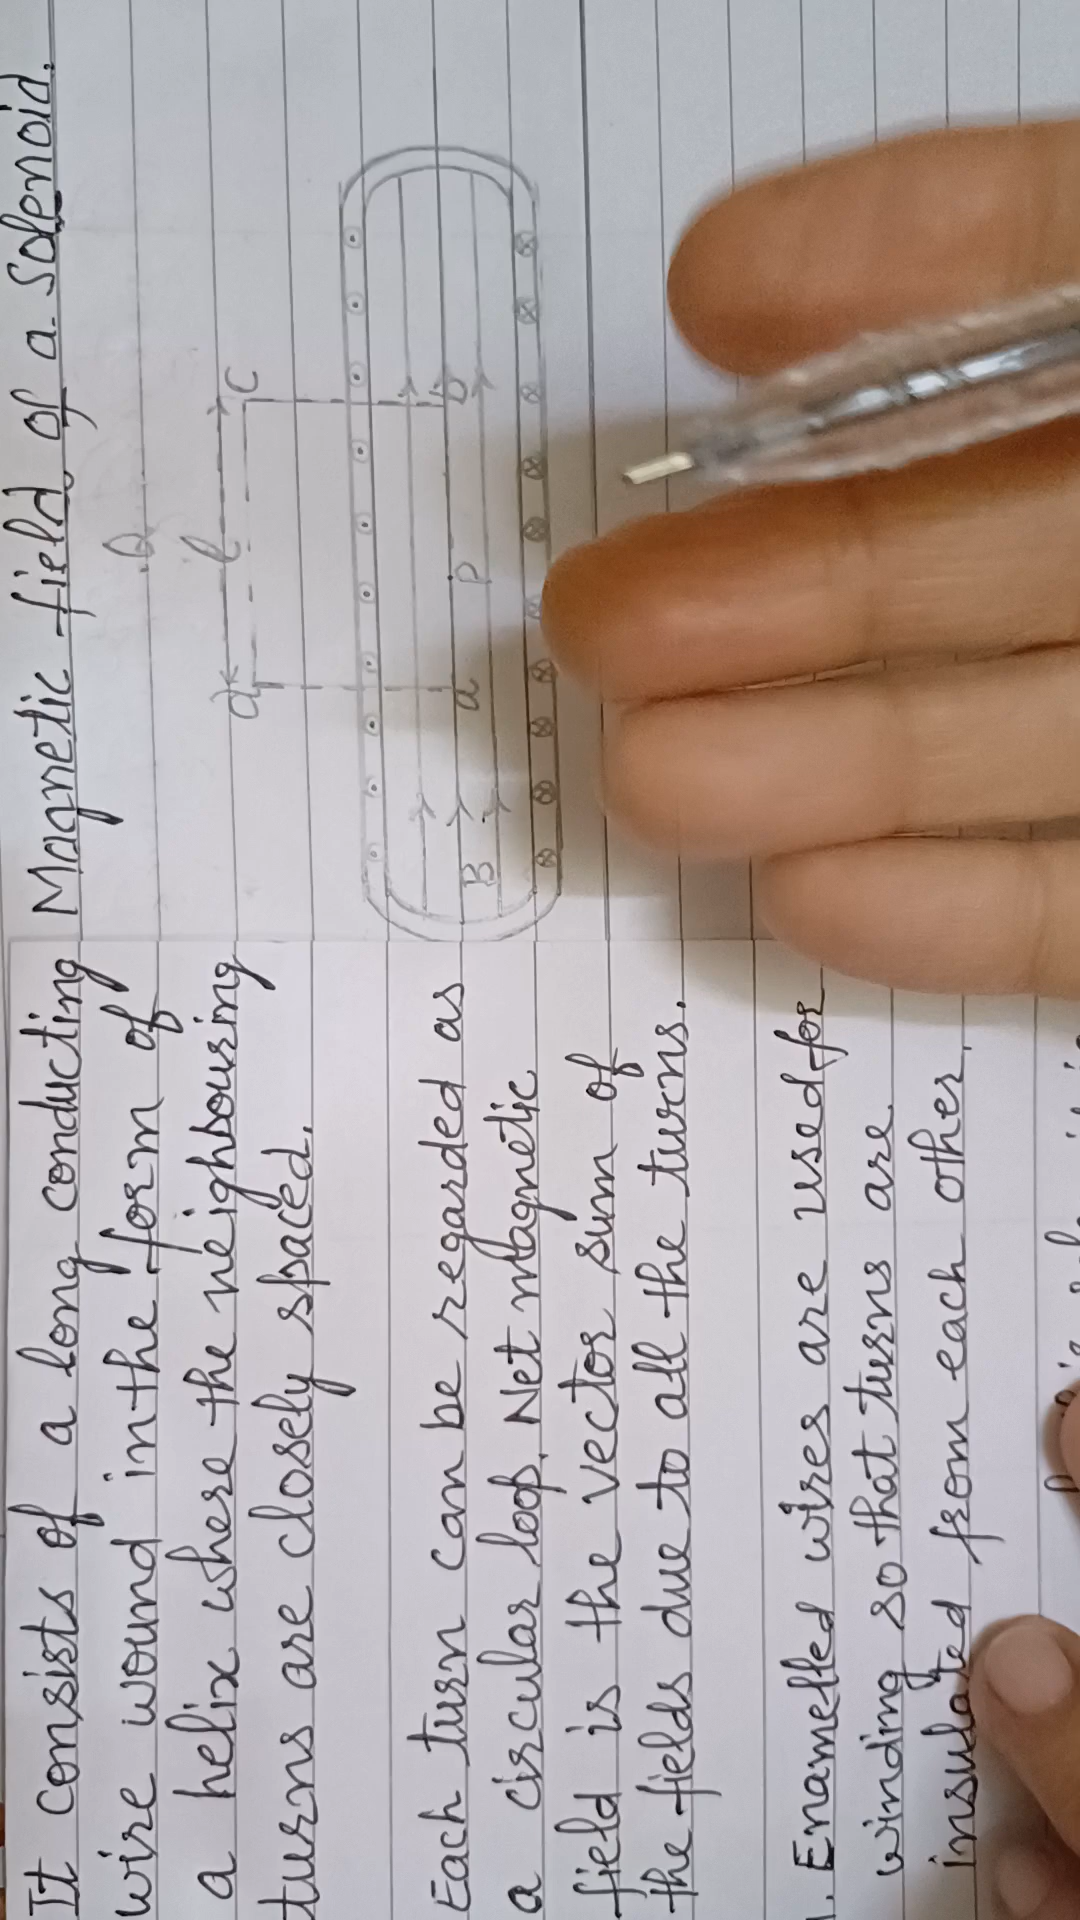 It consists of a long conducting
wire wound in the form of
a helix where the neighbouring
turns are closely spaced.
Each turn can be regarded as
a circular loop. Net magnetic
field is the vector sum of
the fields due to all the turns.
1. Enamelled wires are used for
winding so that turns are
insulated from each other.
Magnetic field of a solenoid.
Q
d l c
a P b
B